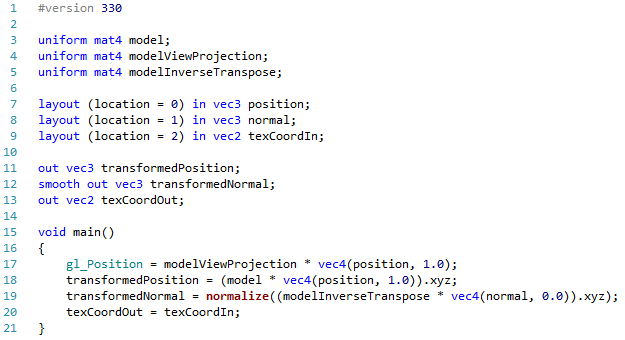 1 #version 330
2
3 uniform mat4 model;
4 uniform mat4 modelViewProjection;
5 uniform mat4 modelInverseTranspose;
6
7 layout (location = 0) in vec3 position;
8 layout (location = 1) in vec3 normal;
9 layout (location = 2) in vec2 texCoordIn;
10
11 out vec3 transformedPosition;
12 smooth out vec3 transformedNormal;
13 out vec2 texCoordOut;
14
15 void main()
16 {
17     gl_Position = modelViewProjection * vec4(position, 1.0);
18     transformedPosition = (model * vec4(position, 1.0)).xyz;
19     transformedNormal = normalize((modelInverseTranspose * vec4(normal, 0.0)).xyz);
20     texCoordOut = texCoordIn;
21 }